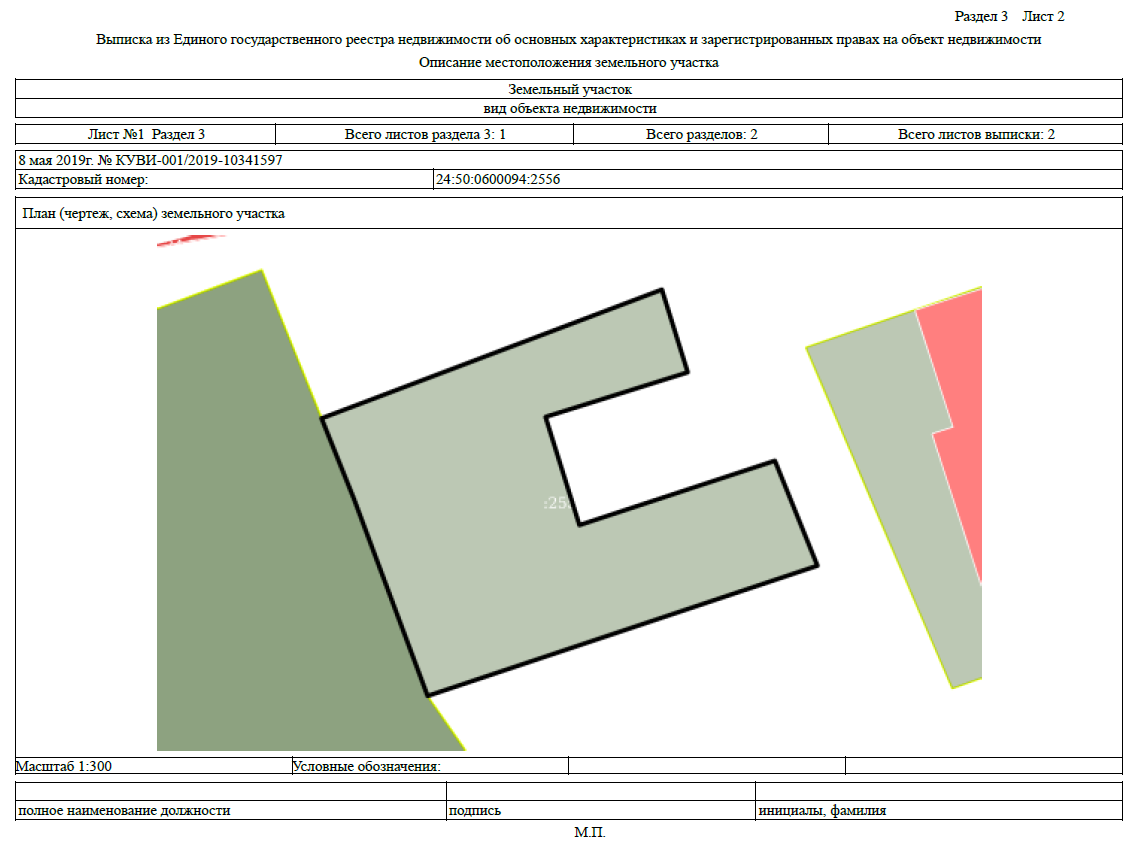 Раздел 3 Лист 2
Выписка из Единого государственного реестра недвижимости об основных характеристиках и зарегистрированных правах на объект недвижимости
Описание местоположения земельного участка
Земельный участок
вид объекта недвижимости
Лист №1 Раздел 3 Всего листов раздела 3: 1 Всего разделов: 2 Всего листов выписки: 2
8 мая 2019г. № КУВИ-001/2019-10341597
Кадастровый номер: 24:50:0600094:2556
План (чертеж, схема) земельного участка
Масштаб 1:300 Условные обозначения:
полное наименование должности подпись инициалы, фамилия
М.П.